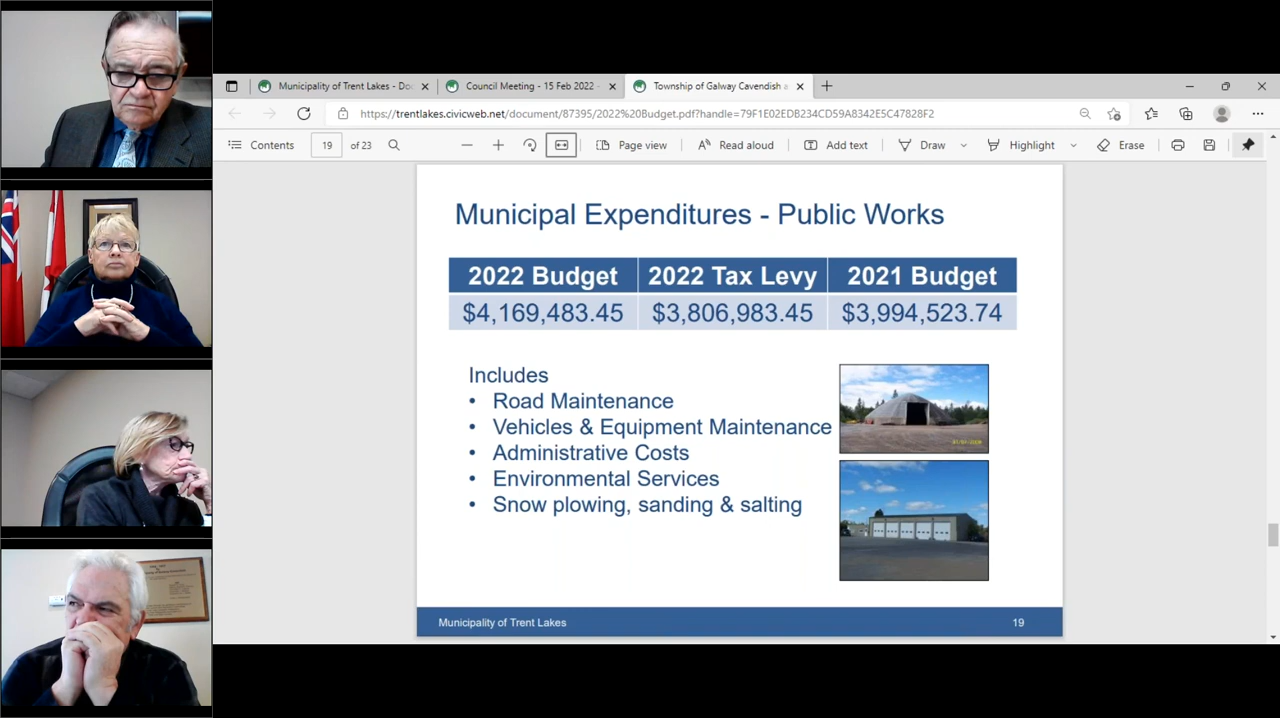 Municipality of Trent Lakes - Doc
Council Meeting - 15 Feb 2022 -
Township of Galway Cavendish a
https://trentlakes.civicweb.net/document/87395/2022%20Budget.pdf?handle=79F1E02EDB234CD59A8342E5C47828F2
Contents 19 of 23 Page view Read aloud Add text Draw Highlight Erase
Municipal Expenditures - Public Works
2022 Budget 2022 Tax Levy 2021 Budget
$4,169,483.45 $3,806,983.45 $3,994,523.74
Includes
• Road Maintenance
• Vehicles & Equipment Maintenance
• Administrative Costs
• Environmental Services
• Snow plowing, sanding & salting
Municipality of Trent Lakes 19